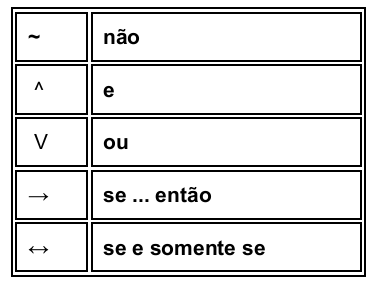 ~ não
^ e
V ou
→ se ... então
↔ se e somente se